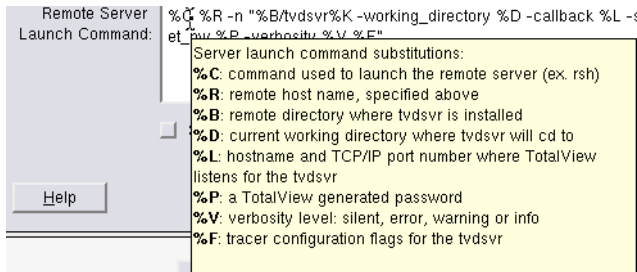 Remote Server
Launch Command:
%C %R -n "%B/tvdsvr%K -working_directory %D -callback %L -s
et_pw %P -verbosity %V %F"
Server launch command substitutions:
%C: command used to launch the remote server (ex. rsh)
%R: remote host name, specified above
%B: remote directory where tvdsvr is installed
%D: current working directory where tvdsvr will cd to
%L: hostname and TCP/IP port number where TotalView
listens for the tvdsvr
%P: a TotalView generated password
%V: verbosity level: silent, error, warning or info
%F: tracer configuration flags for the tvdsvr
Help